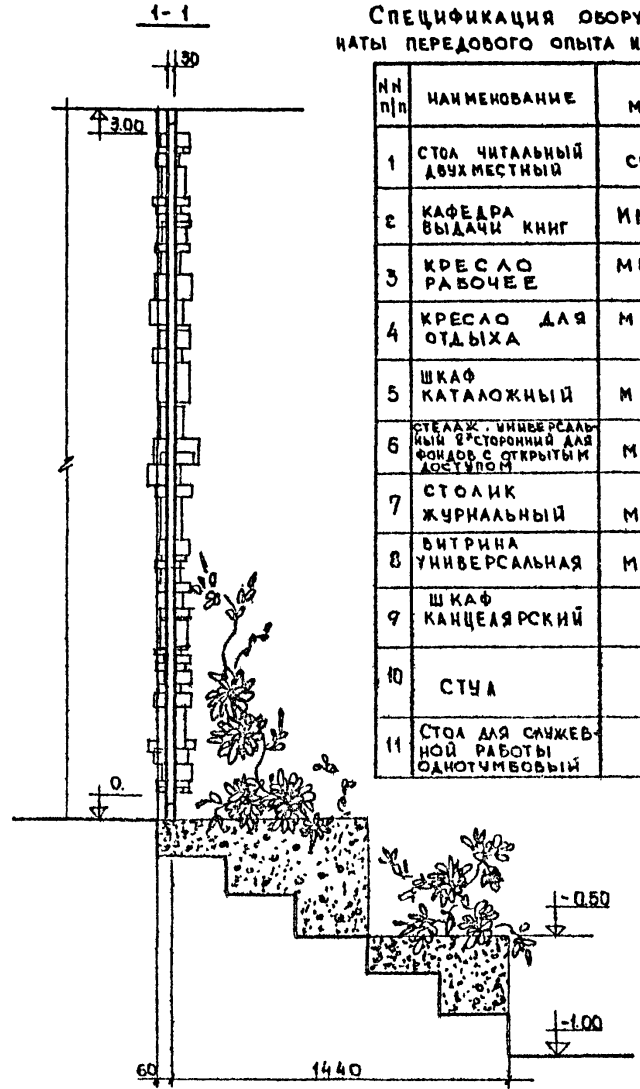 1-1
СПЕЦИФИКАЦИЯ ОБОРУ
НАТЫ ПЕРЕДОВОГО ОПЫТА И
30
3.00
NN п/п НАИМЕНОВАНИЕ М
1 СТОЛ ЧИТАЛЬНЫЙ
ДВУХМЕСТНЫЙ
2 КАФЕДРА
ВЫДАЧИ КНИГ
3 КРЕСЛО
РАБОЧЕЕ
4 КРЕСЛО ДЛЯ М
ОТДЫХА
5 ШКАФ
КАТАЛОЖНЫЙ М
6 СТЕЛАЖ. УНИВЕРСАЛЬ-
НЫЙ 2ХСТОРОННИЙ ДЛЯ
ФОНДОВ С ОТКРЫТЫМ М
ДОСТУПОМ
7 СТОЛИК
ЖУРНАЛЬНЫЙ М
8 ВИТРИНА
УНИВЕРСАЛЬНАЯ М
9 ШКАФ
КАНЦЕЛЯРСКИЙ
10 СТУЛ
11 СТОЛ ДЛЯ СЛУЖЕБ-
НОЙ РАБОТЫ
ОДНОТУМБОВЫЙ
0.
-0.50
-1.00
60 1440